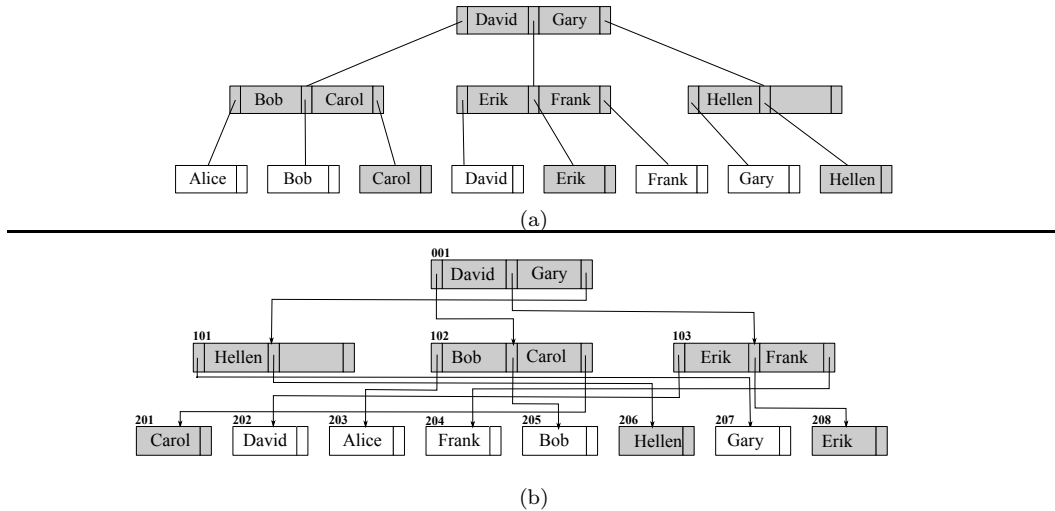 David Gary
Bob Carol Erik Frank Hellen
Alice Bob Carol David Erik Frank Gary Hellen
(a)
001
David Gary
101 102 103
Hellen Bob Carol Erik Frank
201 202 203 204 205 206 207 208
Carol David Alice Frank Bob Hellen Gary Erik
(b)